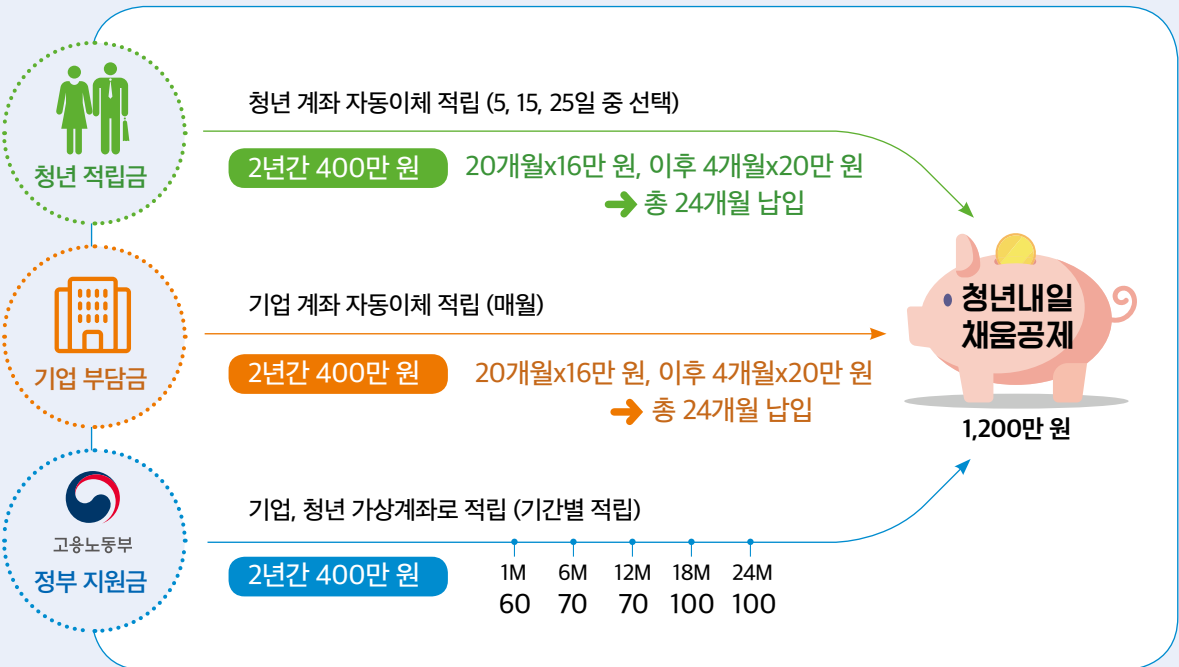 청년 계좌 자동이체 적립 (5, 15, 25일 중 선택)
청년 적립금
2년간 400만 원
20개월x16만 원, 이후 4개월x20만 원
➔ 총 24개월 납입
기업 계좌 자동이체 적립 (매월)
기업 부담금
2년간 400만 원
20개월x16만 원, 이후 4개월x20만 원
➔ 총 24개월 납입
청년내일
채움공제
1,200만 원
기업, 청년 가상계좌로 적립 (기간별 적립)
고용노동부
정부 지원금
2년간 400만 원
1M 6M 12M 18M 24M
60 70 70 100 100